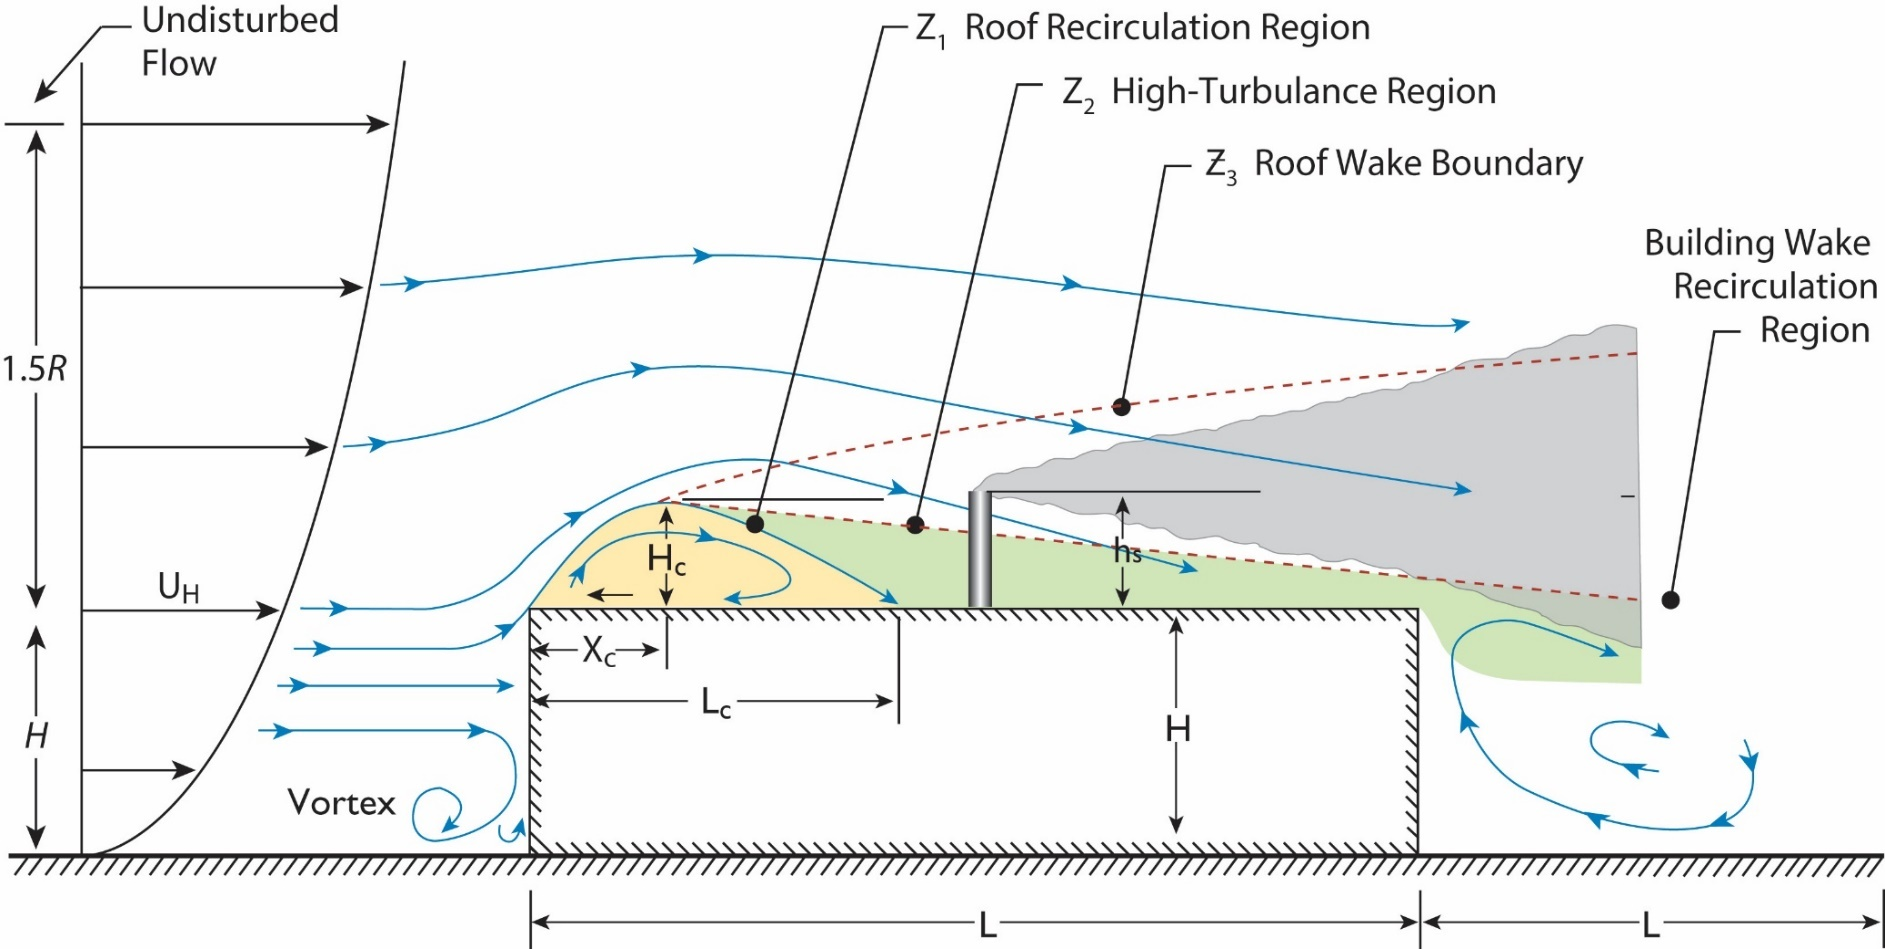 Undisturbed
Flow
Z1 Roof Recirculation Region
Z2 High-Turbulance Region
Ƶ3 Roof Wake Boundary
Building Wake
Recirculation
Region
1.5R
UH
Hc
hs
Xc
Lc
H
H
Vortex
L
L